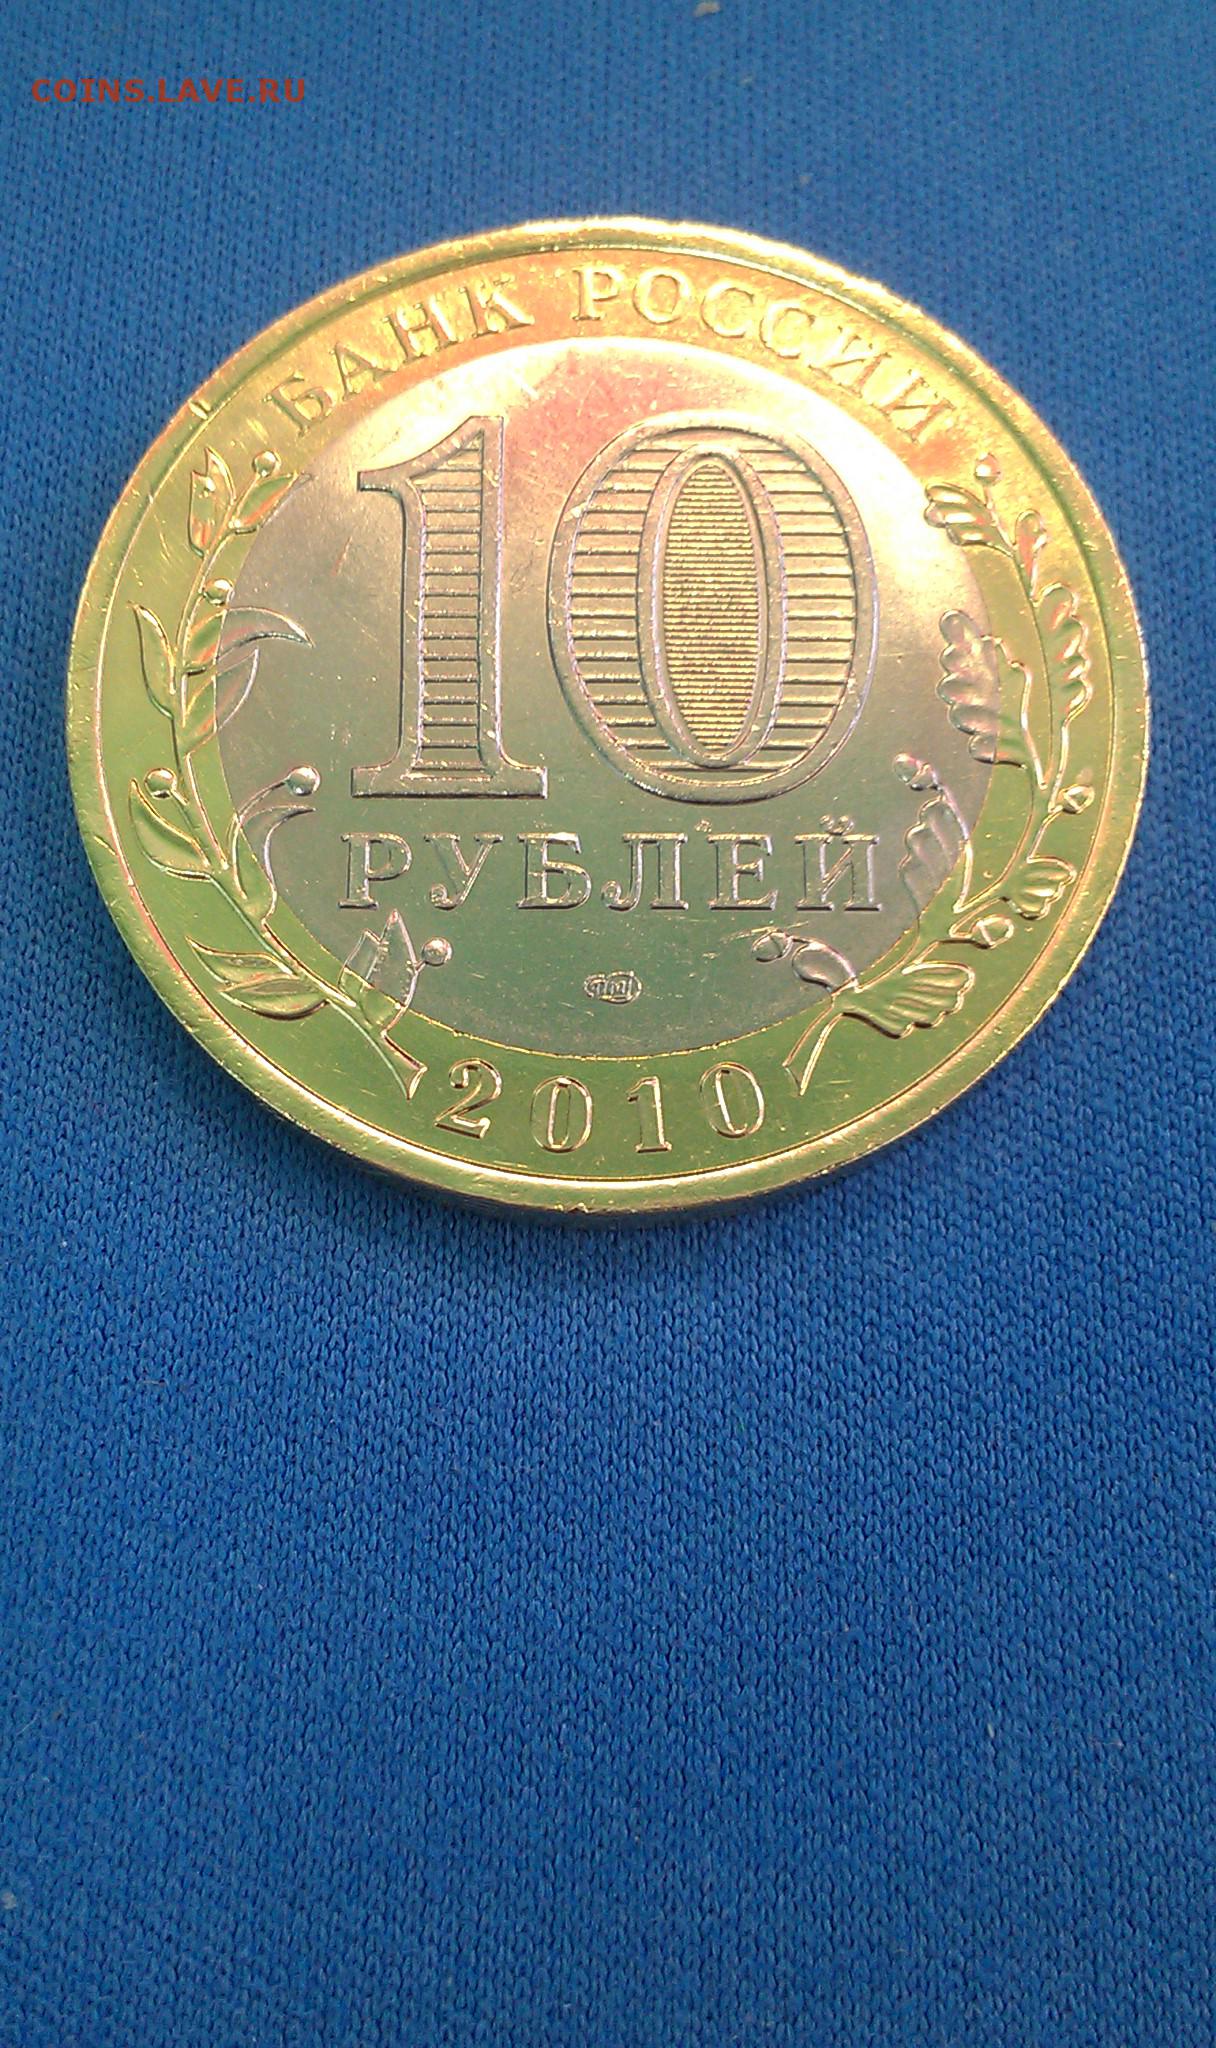 COINS.LAVE.RU
БАНК РОССИИ
10
РУБЛЕЙ
2010